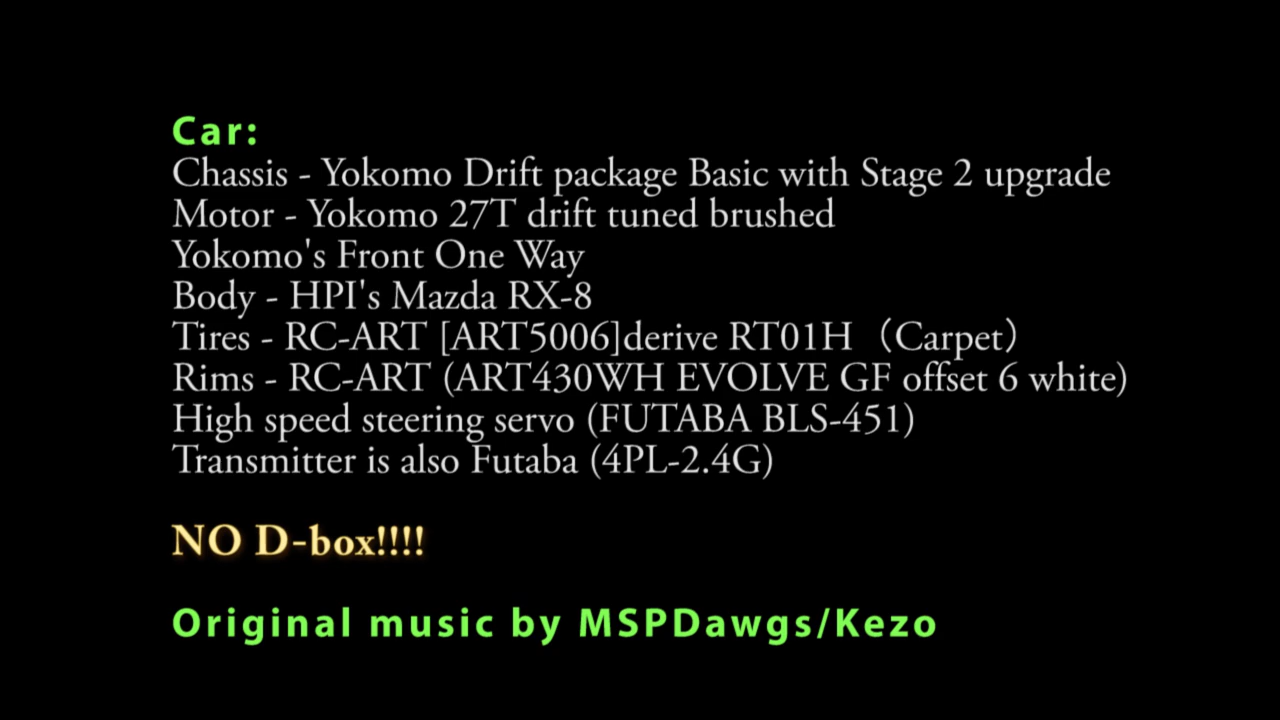 Car:
Chassis - Yokomo Drift package Basic with Stage 2 upgrade
Motor - Yokomo 27T drift tuned brushed
Yokomo's Front One Way
Body - HPI's Mazda RX-8
Tires - RC-ART [ART5006]derive RT01H（Carpet）
Rims - RC-ART (ART430WH EVOLVE GF offset 6 white)
High speed steering servo (FUTABA BLS-451)
Transmitter is also Futaba (4PL-2.4G)
NO D-box!!!!
Original music by MSPDawgs/Kezo